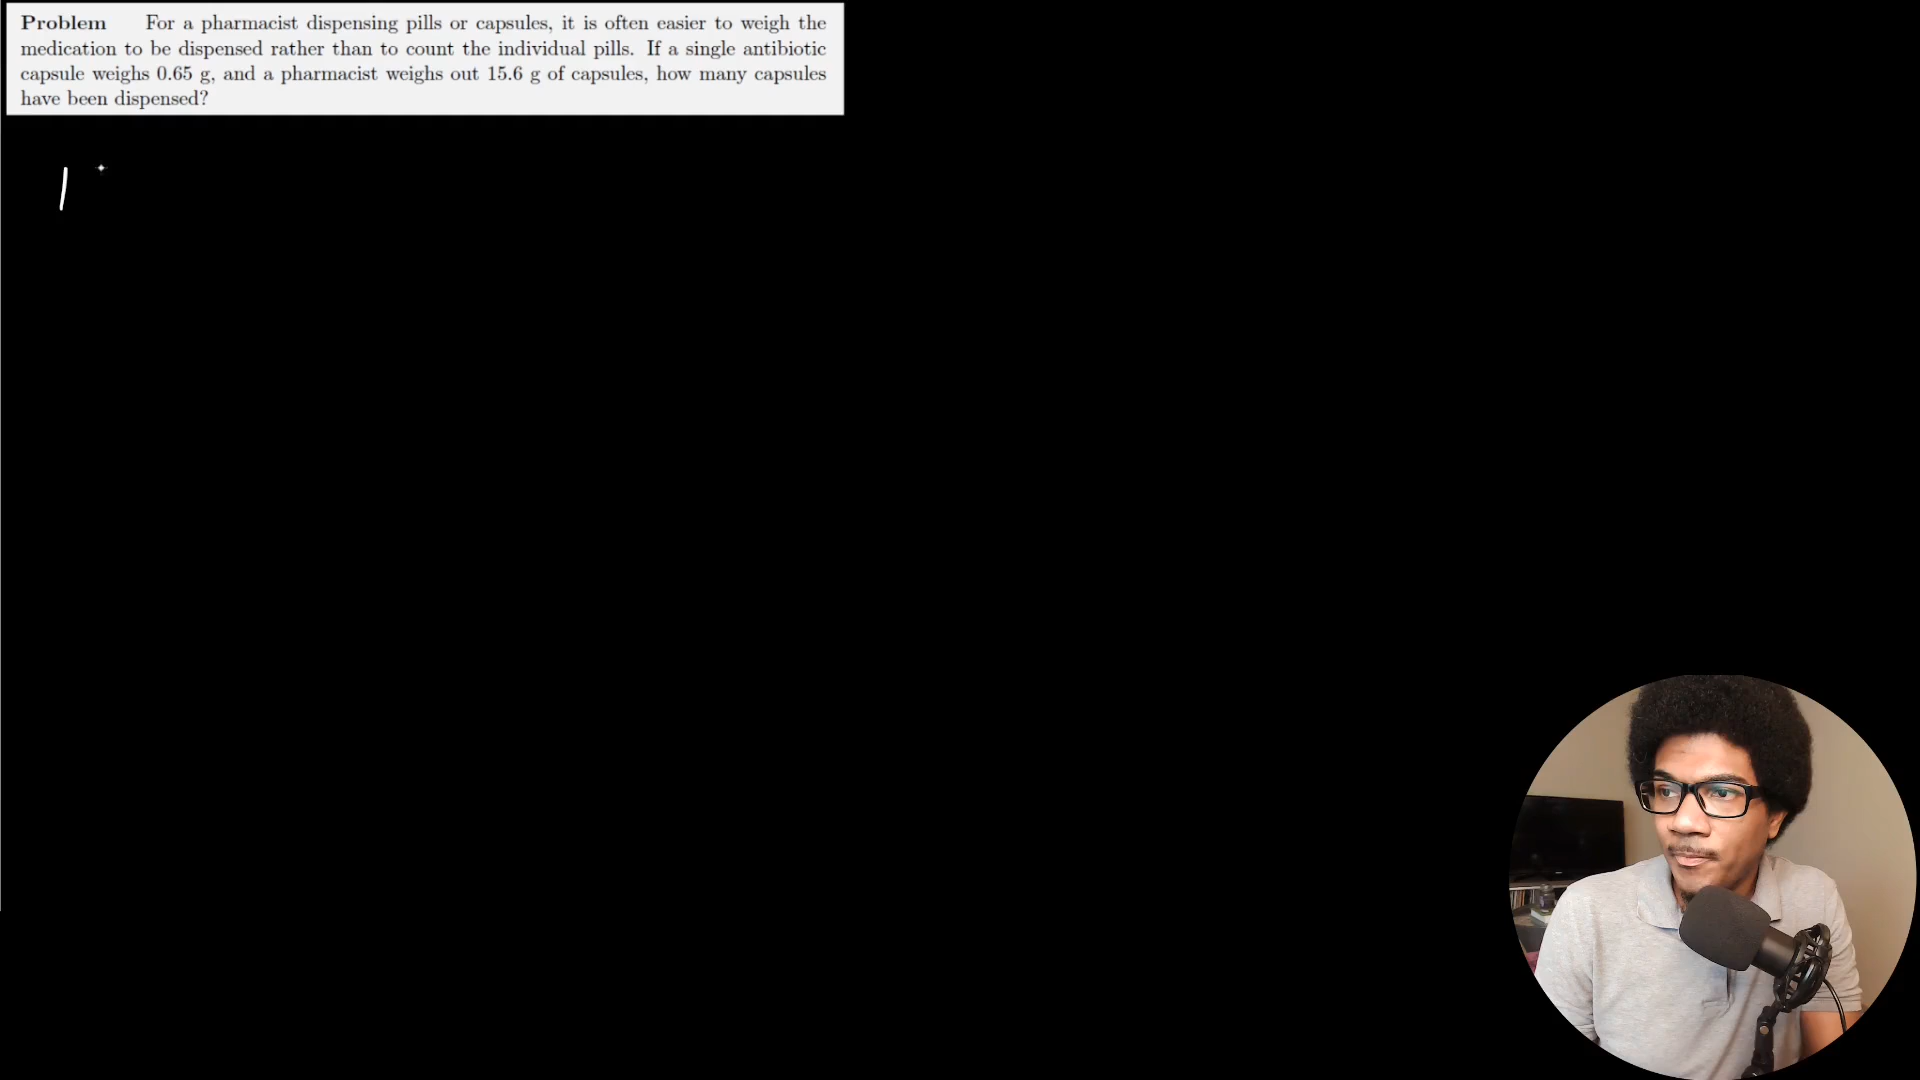 Problem For a pharmacist dispensing pills or capsules, it is often easier to weigh the
medication to be dispensed rather than to count the individual pills. If a single antibiotic
capsule weighs 0.65 g, and a pharmacist weighs out 15.6 g of capsules, how many capsules
have been dispensed?